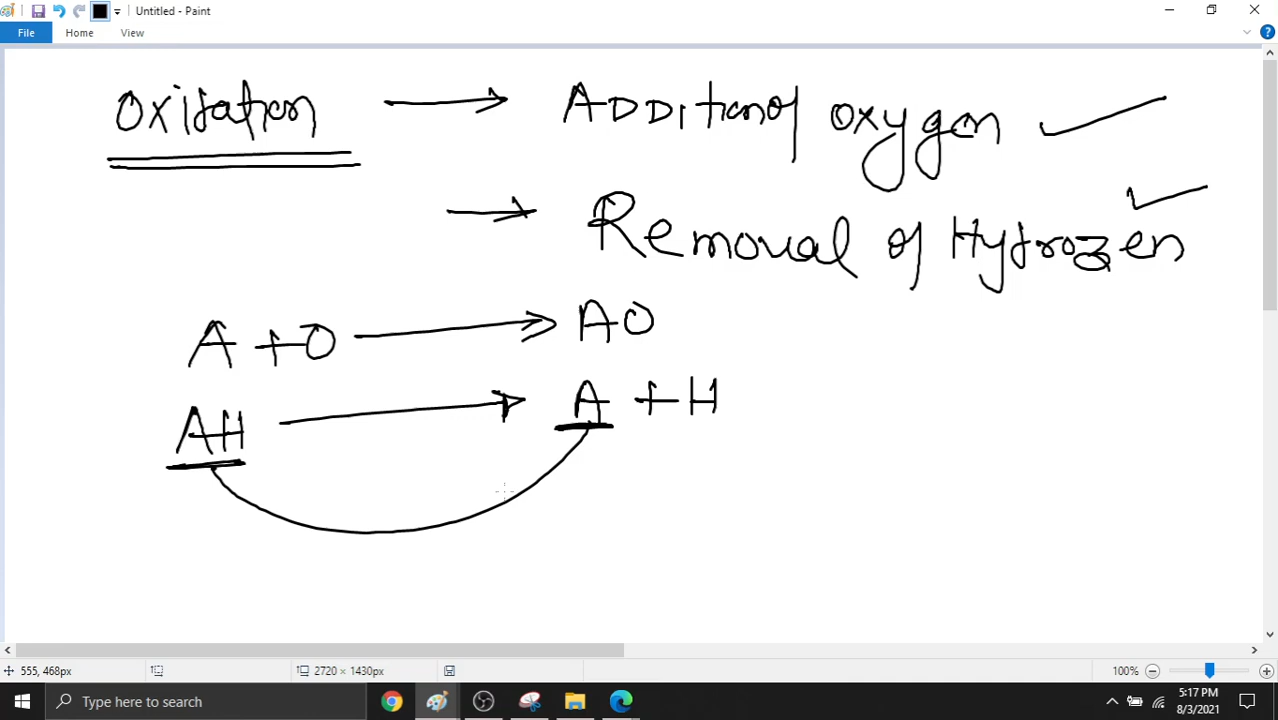 Untitled - Paint
File Home View
Oxidation → ADDition of oxygen
→ Removal of Hydrozen
A + O → AO
AH → A + H
555, 468px 2720 × 1430px 100%
Type here to search
5:17 PM
8/3/2021